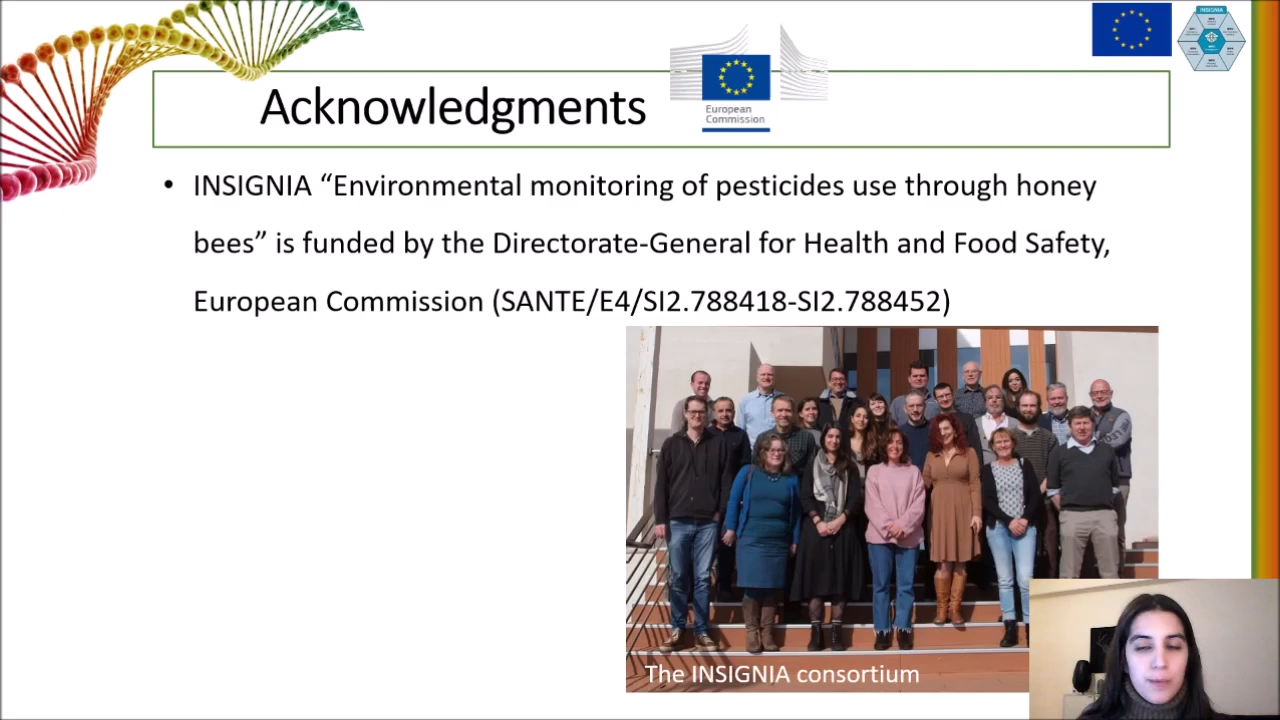 INSIGNIA
Acknowledgments
European
Commission
• INSIGNIA “Environmental monitoring of pesticides use through honey
bees” is funded by the Directorate-General for Health and Food Safety,
European Commission (SANTE/E4/SI2.788418-SI2.788452)
The INSIGNIA consortium